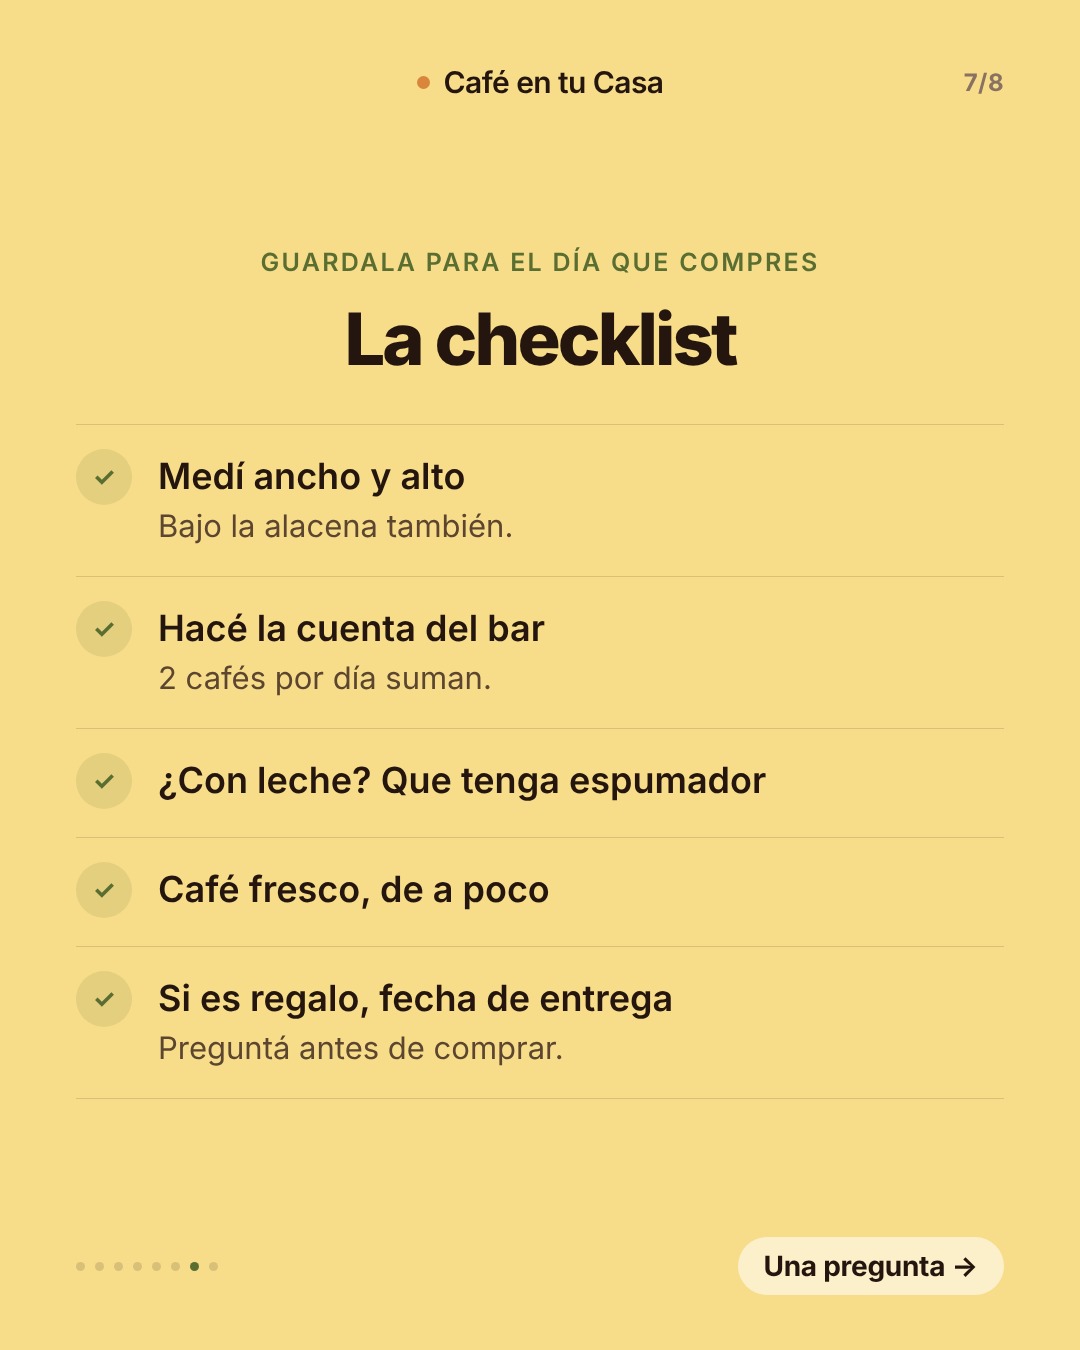 Café en tu Casa
7/8
GUARDALA PARA EL DÍA QUE COMPRES
La checklist
Medí ancho y alto
Bajo la alacena también.
Hacé la cuenta del bar
2 cafés por día suman.
¿Con leche? Que tenga espumador
Café fresco, de a poco
Si es regalo, fecha de entrega
Preguntá antes de comprar.
Una pregunta →